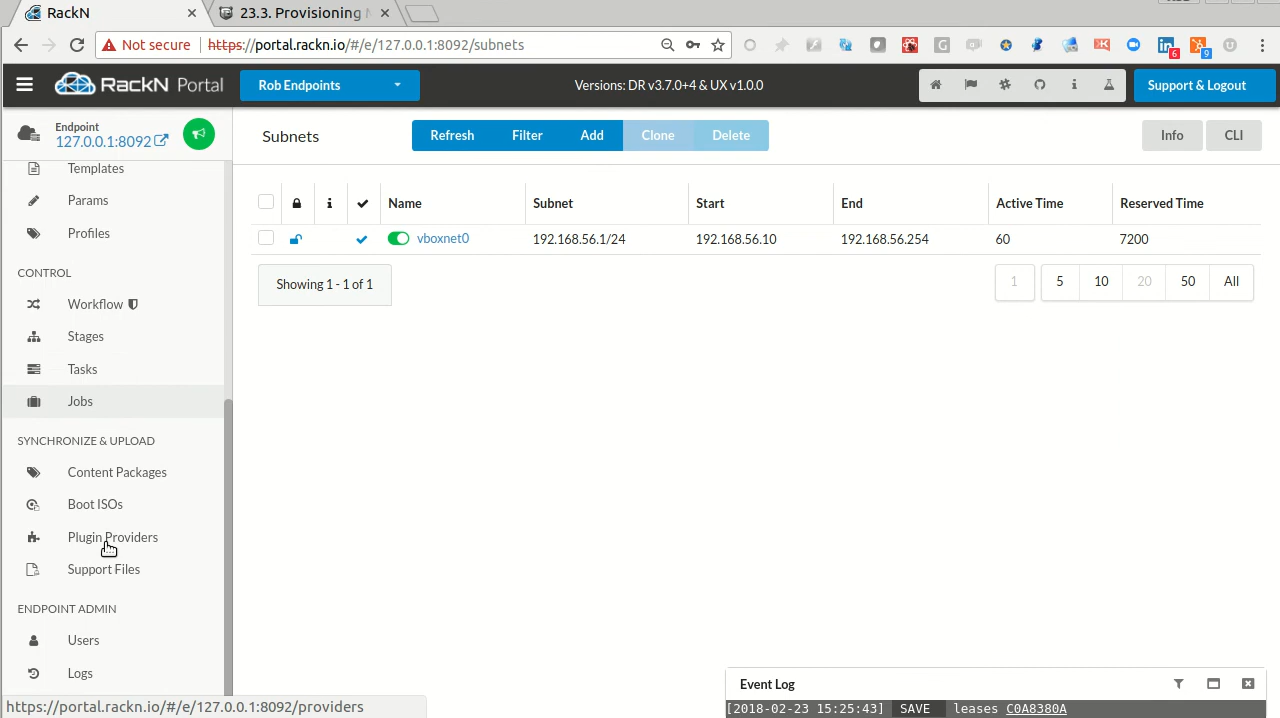 RackN
23.3. Provisioning
Not secure https://portal.rackn.io/#/e/127.0.0.1:8092/subnets
6
9
RackN Portal
Rob Endpoints
Versions: DR v3.7.0+4 & UX v1.0.0
Support & Logout
Endpoint
127.0.0.1:8092
Subnets
Refresh Filter Add Clone Delete
Info CLI
Templates
Params
Profiles
CONTROL
Workflow
Stages
Tasks
Jobs
SYNCHRONIZE & UPLOAD
Content Packages
Boot ISOs
Plugin Providers
Support Files
ENDPOINT ADMIN
Users
Logs
Name Subnet Start End Active Time Reserved Time
vboxnet0 192.168.56.1/24 192.168.56.10 192.168.56.254 60 7200
Showing 1 - 1 of 1
1 5 10 20 50 All
Event Log
[2018-02-23 15:25:43] SAVE leases C0A8380A
https://portal.rackn.io/#/e/127.0.0.1:8092/providers